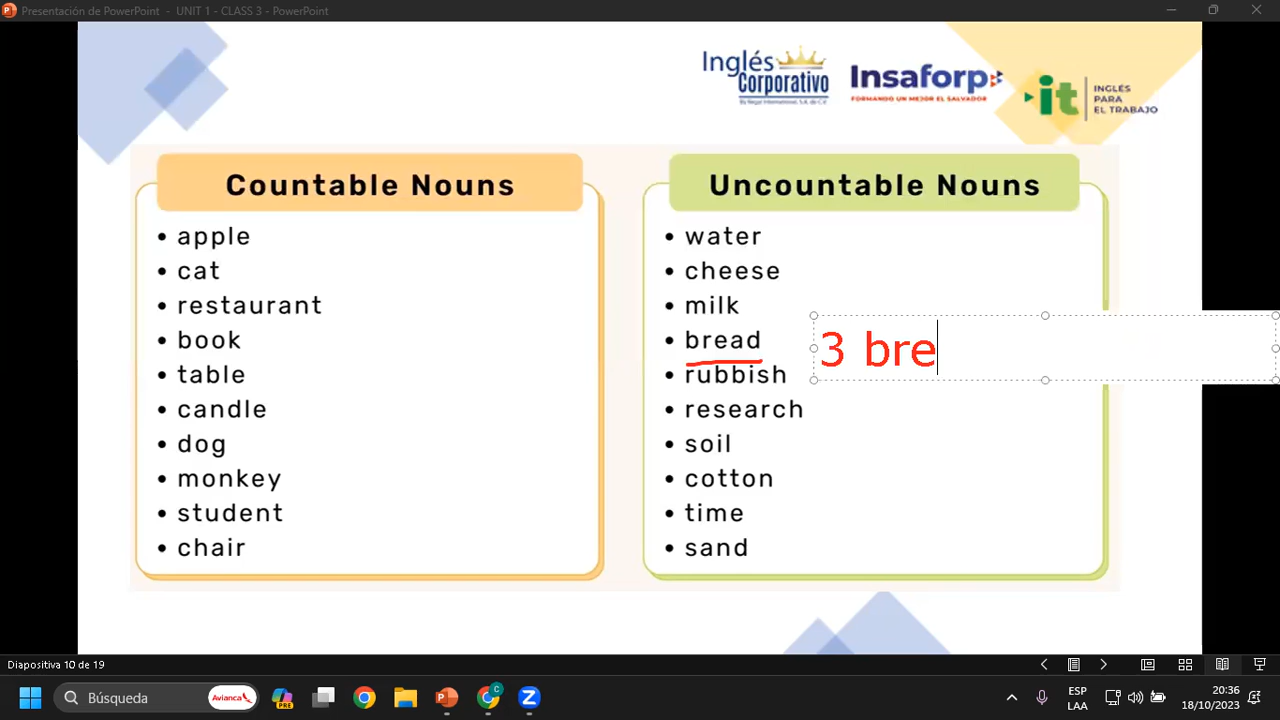 Presentación de PowerPoint - UNIT 1 - CLASS 3 - PowerPoint
Inglés
Corporativo
Insaforp
FORMANDO UN MEJOR EL SALVADOR
it
INGLÉS
PARA
EL TRABAJO
Countable Nouns
• apple
• cat
• restaurant
• book
• table
• candle
• dog
• monkey
• student
• chair
Uncountable Nouns
• water
• cheese
• milk
• bread
• rubbish
• research
• soil
• cotton
• time
• sand
3 bre
Diapositiva 10 de 19
Búsqueda
Avianca
PRE
C
Z
ESP
LAA
20:36
18/10/2023